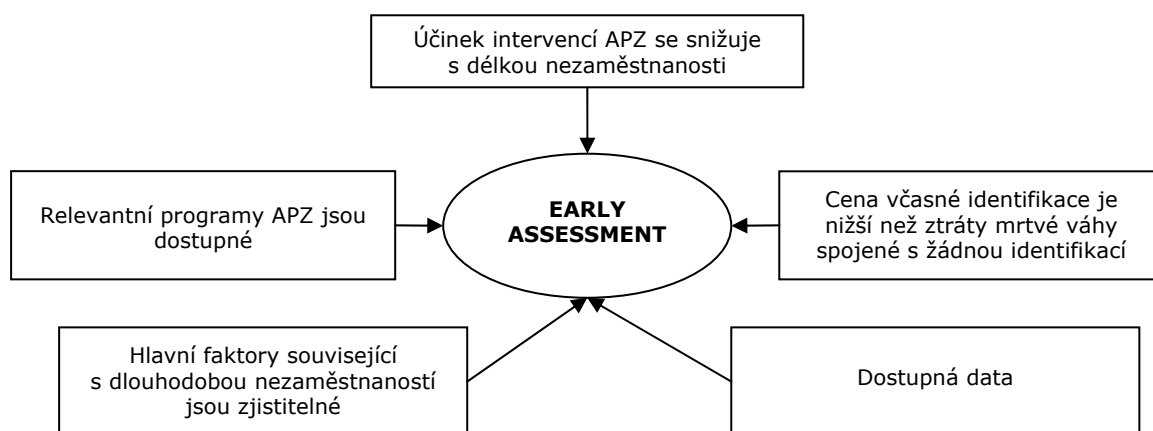 Účinek intervencí APZ se snižuje
s délkou nezaměstnanosti
Relevantní programy APZ jsou
dostupné
EARLY
ASSESSMENT
Cena včasné identifikace je
nižší než ztráty mrtvé váhy
spojené s žádnou identifikací
Hlavní faktory související
s dlouhodobou nezaměstnaností
jsou zjistitelné
Dostupná data